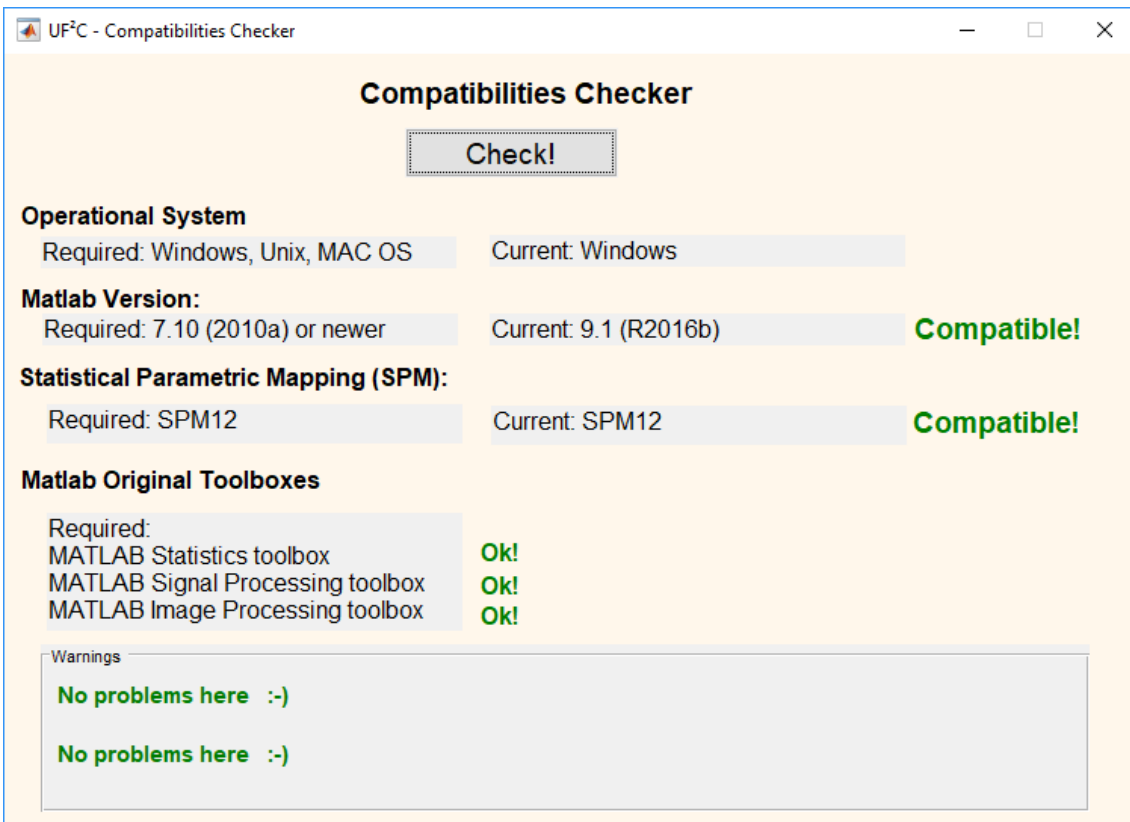 UF²C - Compatibilities Checker
Compatibilities Checker
Check!
Operational System
Required: Windows, Unix, MAC OS
Current: Windows
Matlab Version:
Required: 7.10 (2010a) or newer
Current: 9.1 (R2016b)
Compatible!
Statistical Parametric Mapping (SPM):
Required: SPM12
Current: SPM12
Compatible!
Matlab Original Toolboxes
Required:
MATLAB Statistics toolbox
Ok!
MATLAB Signal Processing toolbox
Ok!
MATLAB Image Processing toolbox
Ok!
Warnings
No problems here :-)
No problems here :-)